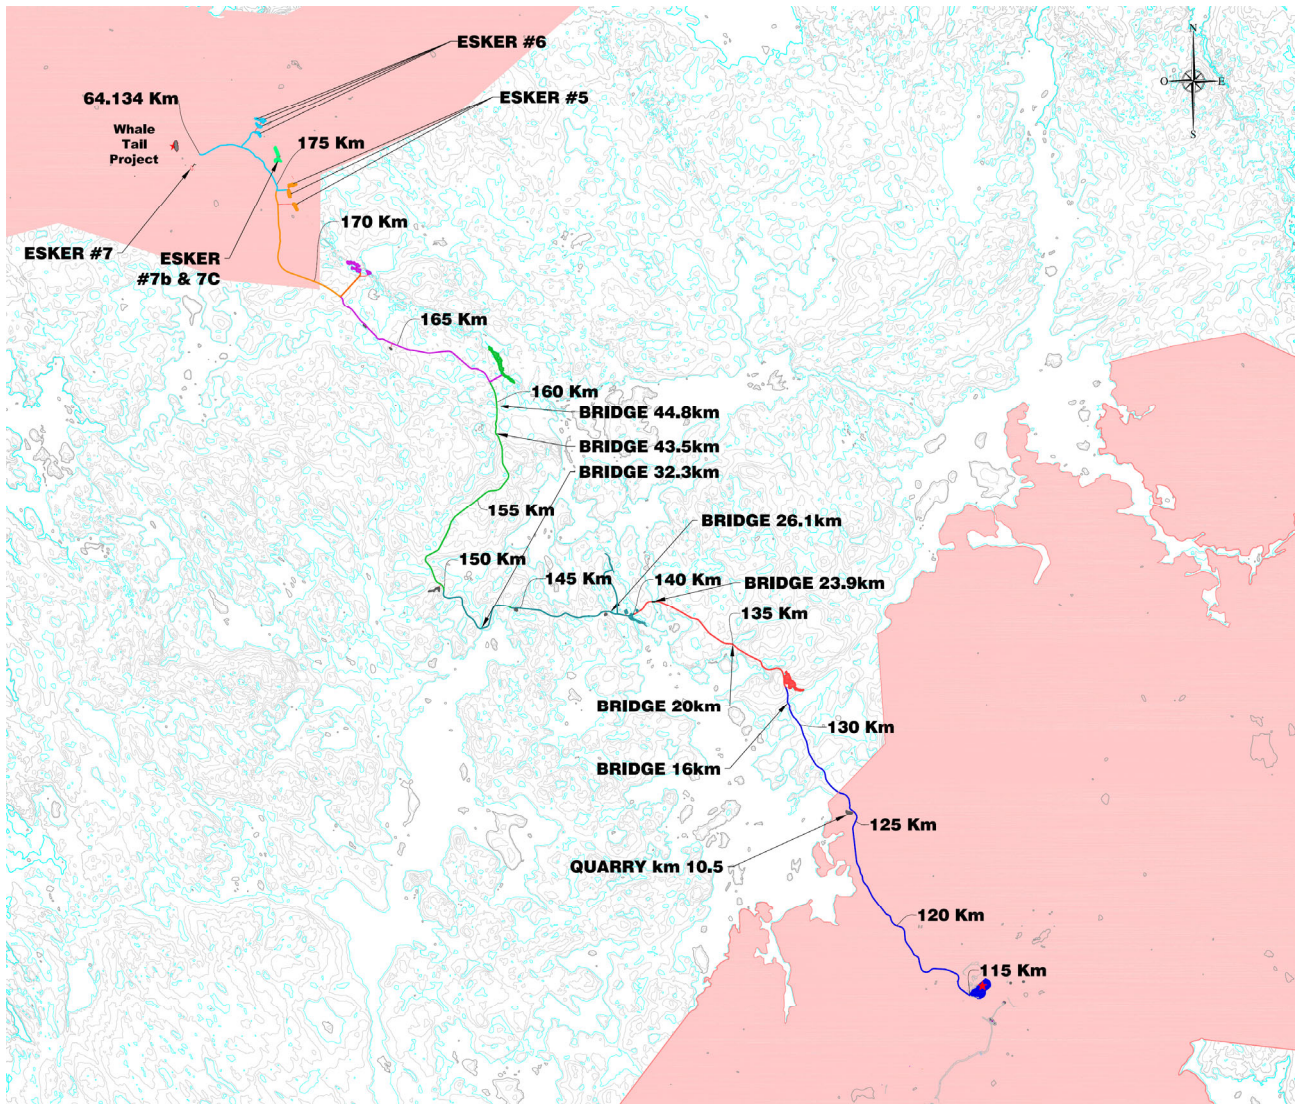 N
O
E
S
ESKER #6
ESKER #5
64.134 Km
Whale
Tail
Project
175 Km
170 Km
ESKER #7
ESKER
#7b & 7C
165 Km
160 Km
BRIDGE 44.8km
BRIDGE 43.5km
BRIDGE 32.3km
155 Km
BRIDGE 26.1km
150 Km
145 Km
140 Km
BRIDGE 23.9km
135 Km
BRIDGE 20km
130 Km
BRIDGE 16km
125 Km
QUARRY km 10.5
120 Km
115 Km